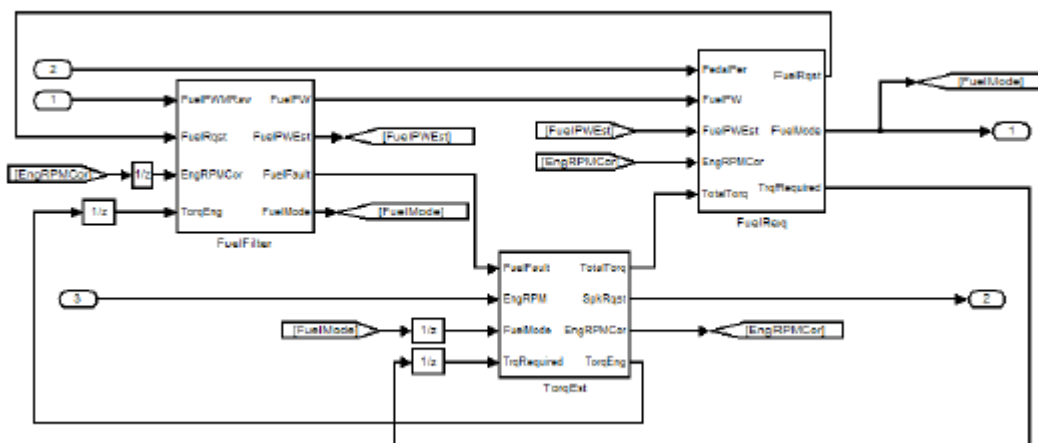 2
PedalPer
FuelRqst
[FuelMode]
1
FuelPWMRaw
FuelPW
FuelPW
FuelRqst
FuelPWEst
[FuelPWEst]
[FuelPWEst]
FuelPWEst
FuelMode
1
[EngRPMCor]
1/z
EngRPMCor
FuelFault
[EngRPMCor]
EngRPMCor
1/z
TorqEng
FuelMode
[FuelMode]
TotalTorq
TrqRequired
FuelFilter
FuelReq
FuelFault
TotalTorq
3
EngRPM
SpkRqst
2
[FuelMode]
1/z
FuelMode
EngRPMCor
[EngRPMCor]
1/z
TrqRequired
TorqEng
TorqEst